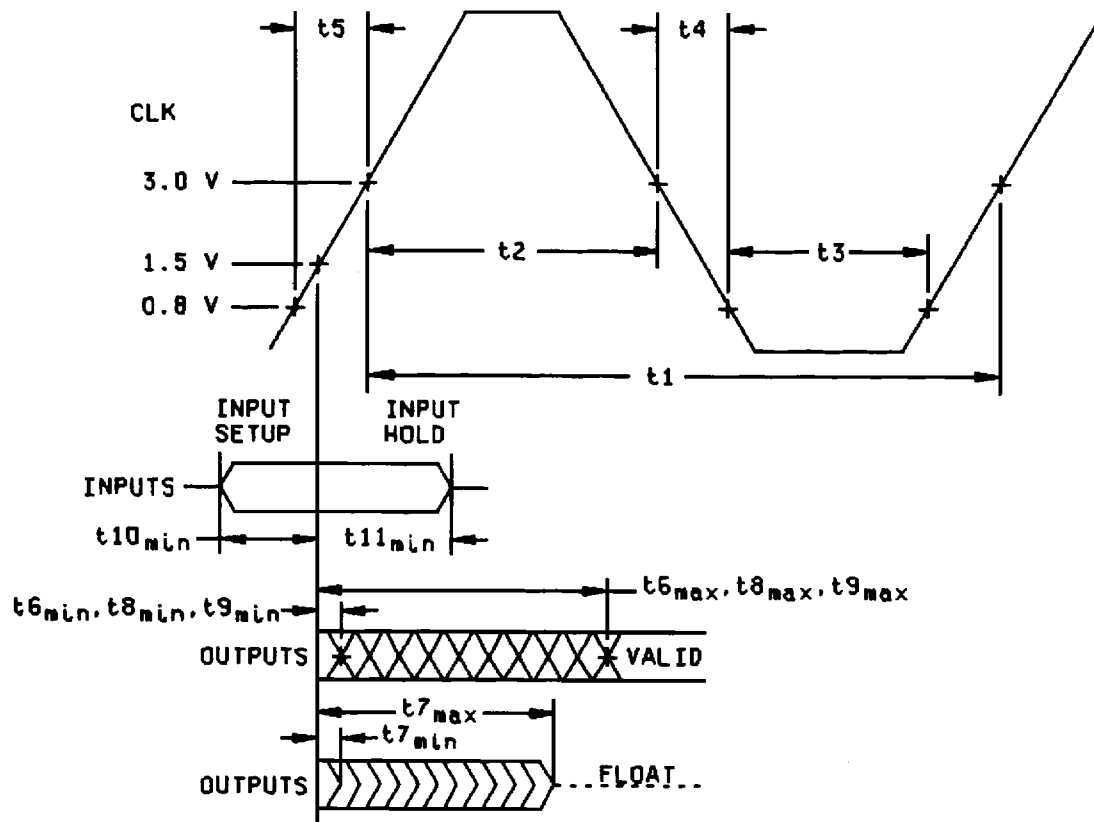 t5
t4
CLK
3.0 V
t2
t3
1.5 V
0.8 V
t1
INPUT SETUP
INPUT HOLD
INPUTS
t10min
t11min
t6max,t8max,t9max
t6min,t8min,t9min
OUTPUTS
VALID
t7max
t7min
OUTPUTS
FLOAT